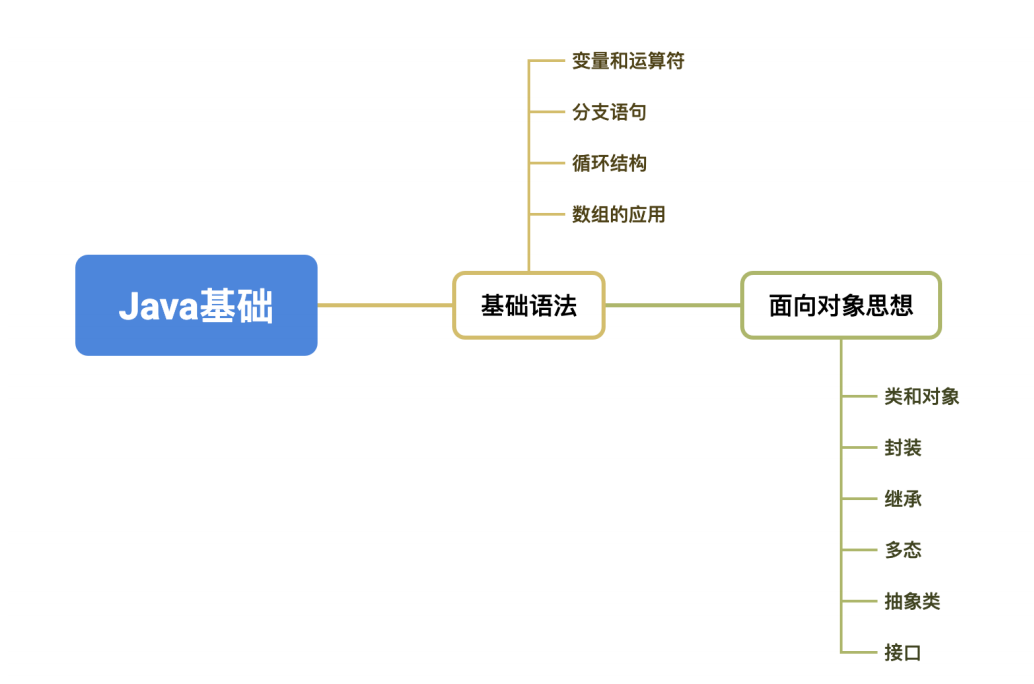 变量和运算符
分支语句
循环结构
数组的应用
Java基础
基础语法
面向对象思想
类和对象
封装
继承
多态
抽象类
接口